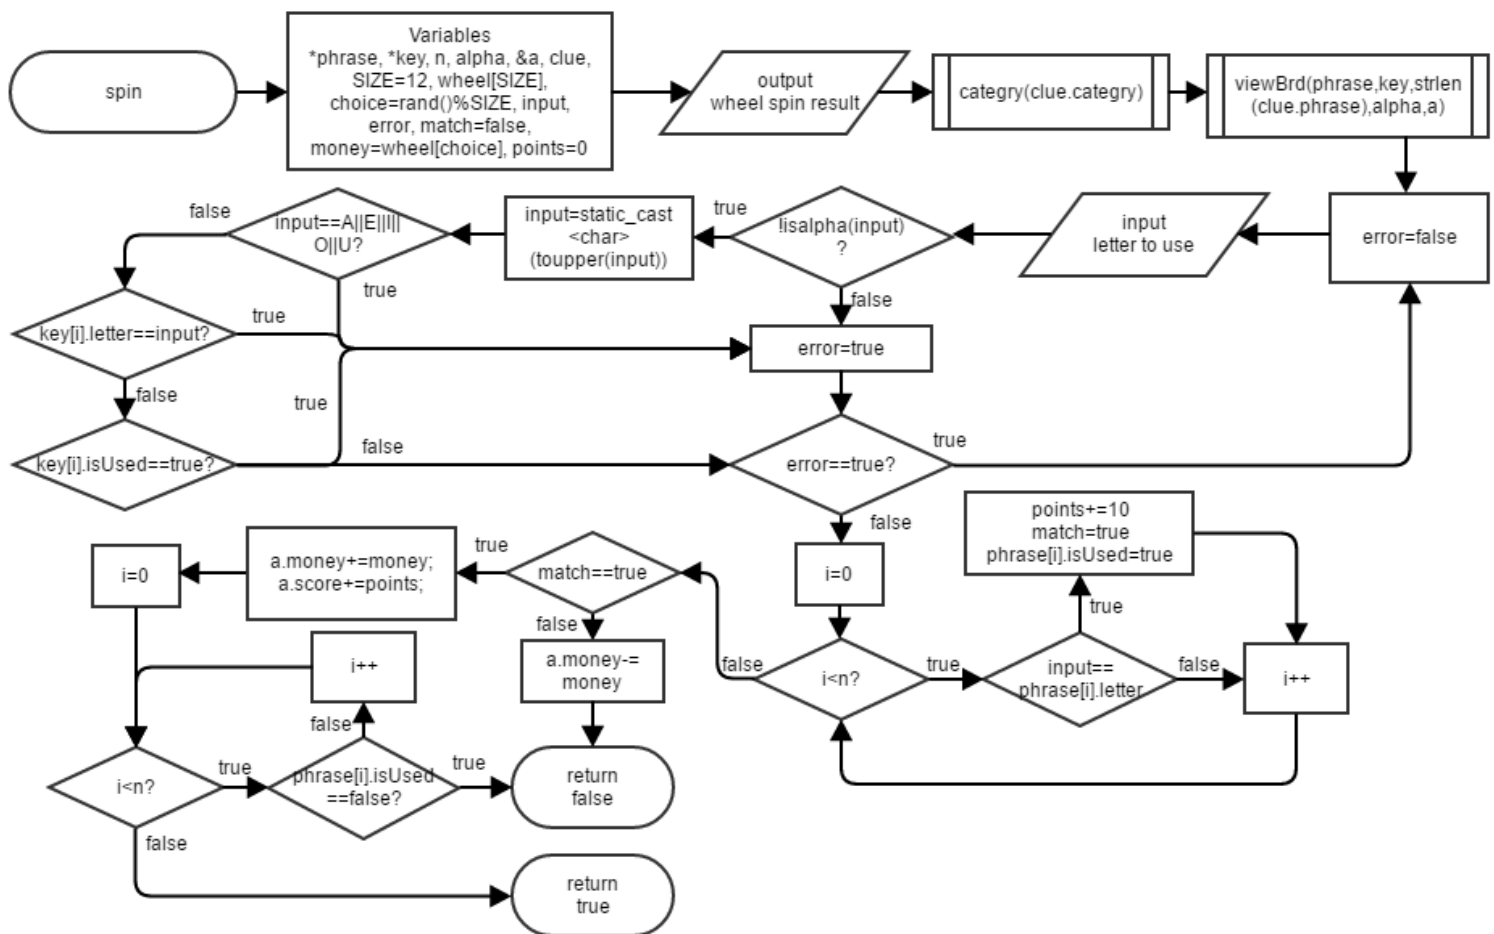 spin
Variables
*phrase, *key, n, alpha, &a, clue,
SIZE=12, wheel[SIZE],
choice=rand()%SIZE, input,
error, match=false,
money=wheel[choice], points=0
output
wheel spin result
categry(clue.categry)
viewBrd(phrase,key,strlen
(clue.phrase),alpha,a)
error=false
input
letter to use
!isalpha(input)
?
true
false
input=static_cast
<char>
(toupper(input))
input==A||E||I||
O||U?
false
true
key[i].letter==input?
true
false
key[i].isUsed==true?
true
false
error=true
error==true?
true
false
i=0
i<n?
true
false
input==
phrase[i].letter
true
false
points+=10
match=true
phrase[i].isUsed=true
i++
match==true
true
false
a.money-=
money
a.money+=money;
a.score+=points;
i=0
i<n?
true
false
phrase[i].isUsed
==false?
false
true
i++
return
false
return
true